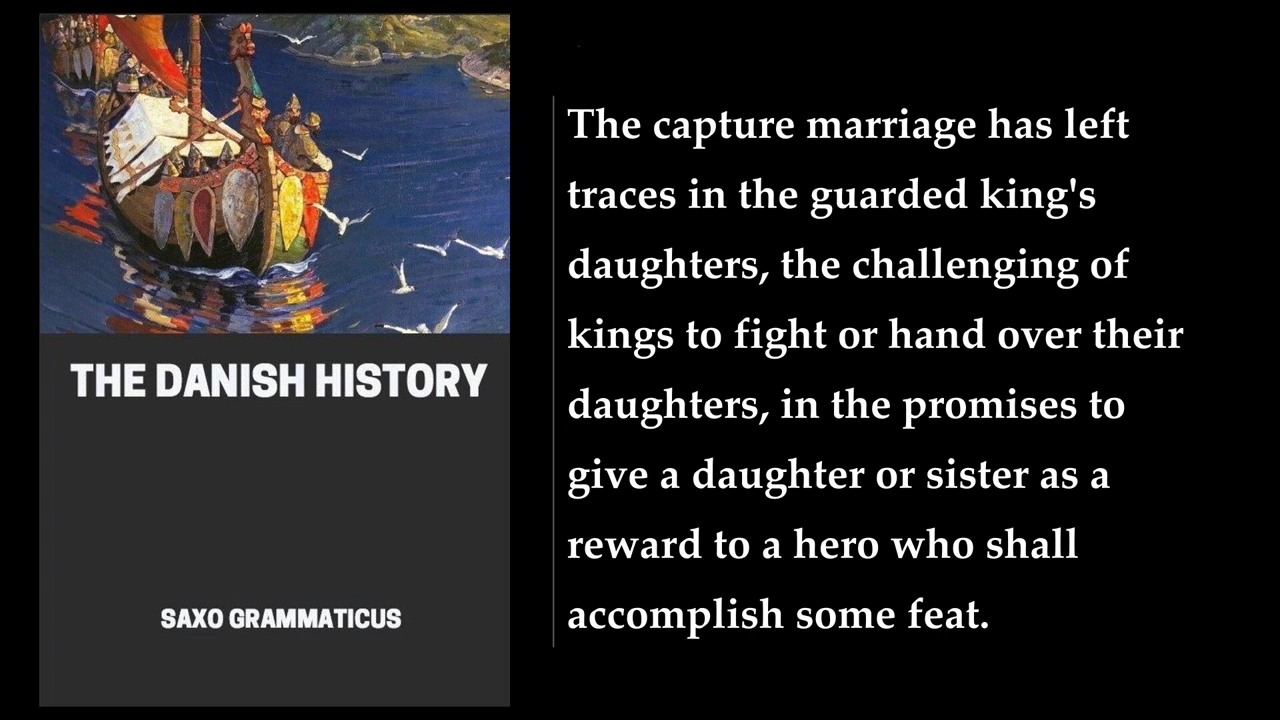 THE DANISH HISTORY
SAXO GRAMMATICUS
The capture marriage has left
traces in the guarded king's
daughters, the challenging of
kings to fight or hand over their
daughters, in the promises to
give a daughter or sister as a
reward to a hero who shall
accomplish some feat.